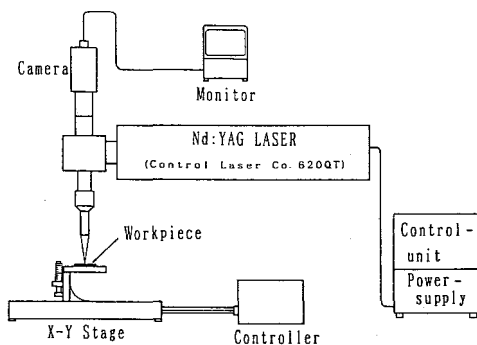 Camera
Monitor
Nd:YAG LASER
(Control Laser Co. 620QT)
Workpiece
Control-
unit
Power-
supply
X-Y Stage
Controller